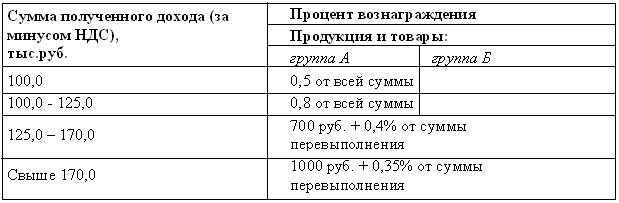 Сумма полученного дохода (за
минусом НДС),
тыс.руб.
Процент вознаграждения
Продукция и товары:
группа А
группа Б
100,0
0,5 от всей суммы
100,0 - 125,0
0,8 от всей суммы
125,0 – 170,0
700 руб. + 0,4% от суммы
перевыполнения
Свыше 170,0
1000 руб. + 0,35% от суммы
перевыполнения